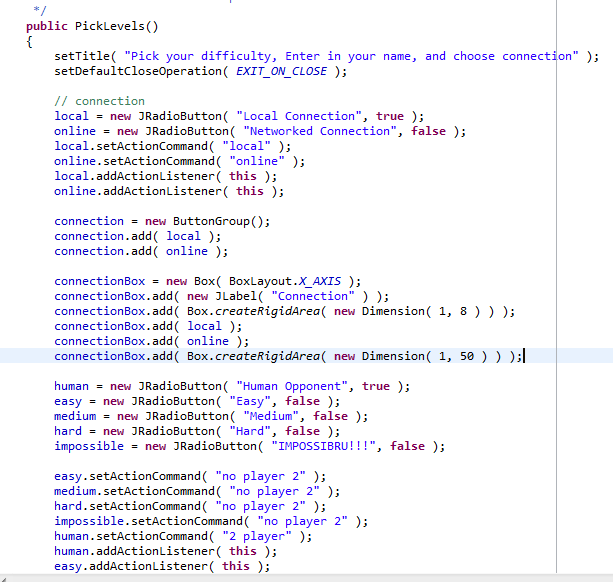 */
public PickLevels()
{
setTitle( "Pick your difficulty, Enter in your name, and choose connection" );
setDefaultCloseOperation( EXIT_ON_CLOSE );
// connection
local = new JRadioButton( "Local Connection", true );
online = new JRadioButton( "Networked Connection", false );
local.setActionCommand( "local" );
online.setActionCommand( "online" );
local.addActionListener( this );
online.addActionListener( this );
connection = new ButtonGroup();
connection.add( local );
connection.add( online );
connectionBox = new Box( BoxLayout.X_AXIS );
connectionBox.add( new JLabel( "Connection" ) );
connectionBox.add( Box.createRigidArea( new Dimension( 1, 8 ) ) );
connectionBox.add( local );
connectionBox.add( online );
connectionBox.add( Box.createRigidArea( new Dimension( 1, 50 ) ) );
human = new JRadioButton( "Human Opponent", true );
easy = new JRadioButton( "Easy", false );
medium = new JRadioButton( "Medium", false );
hard = new JRadioButton( "Hard", false );
impossible = new JRadioButton( "IMPOSSIBRU!!!", false );
easy.setActionCommand( "no player 2" );
medium.setActionCommand( "no player 2" );
hard.setActionCommand( "no player 2" );
impossible.setActionCommand( "no player 2" );
human.setActionCommand( "2 player" );
human.addActionListener( this );
easy.addActionListener( this );